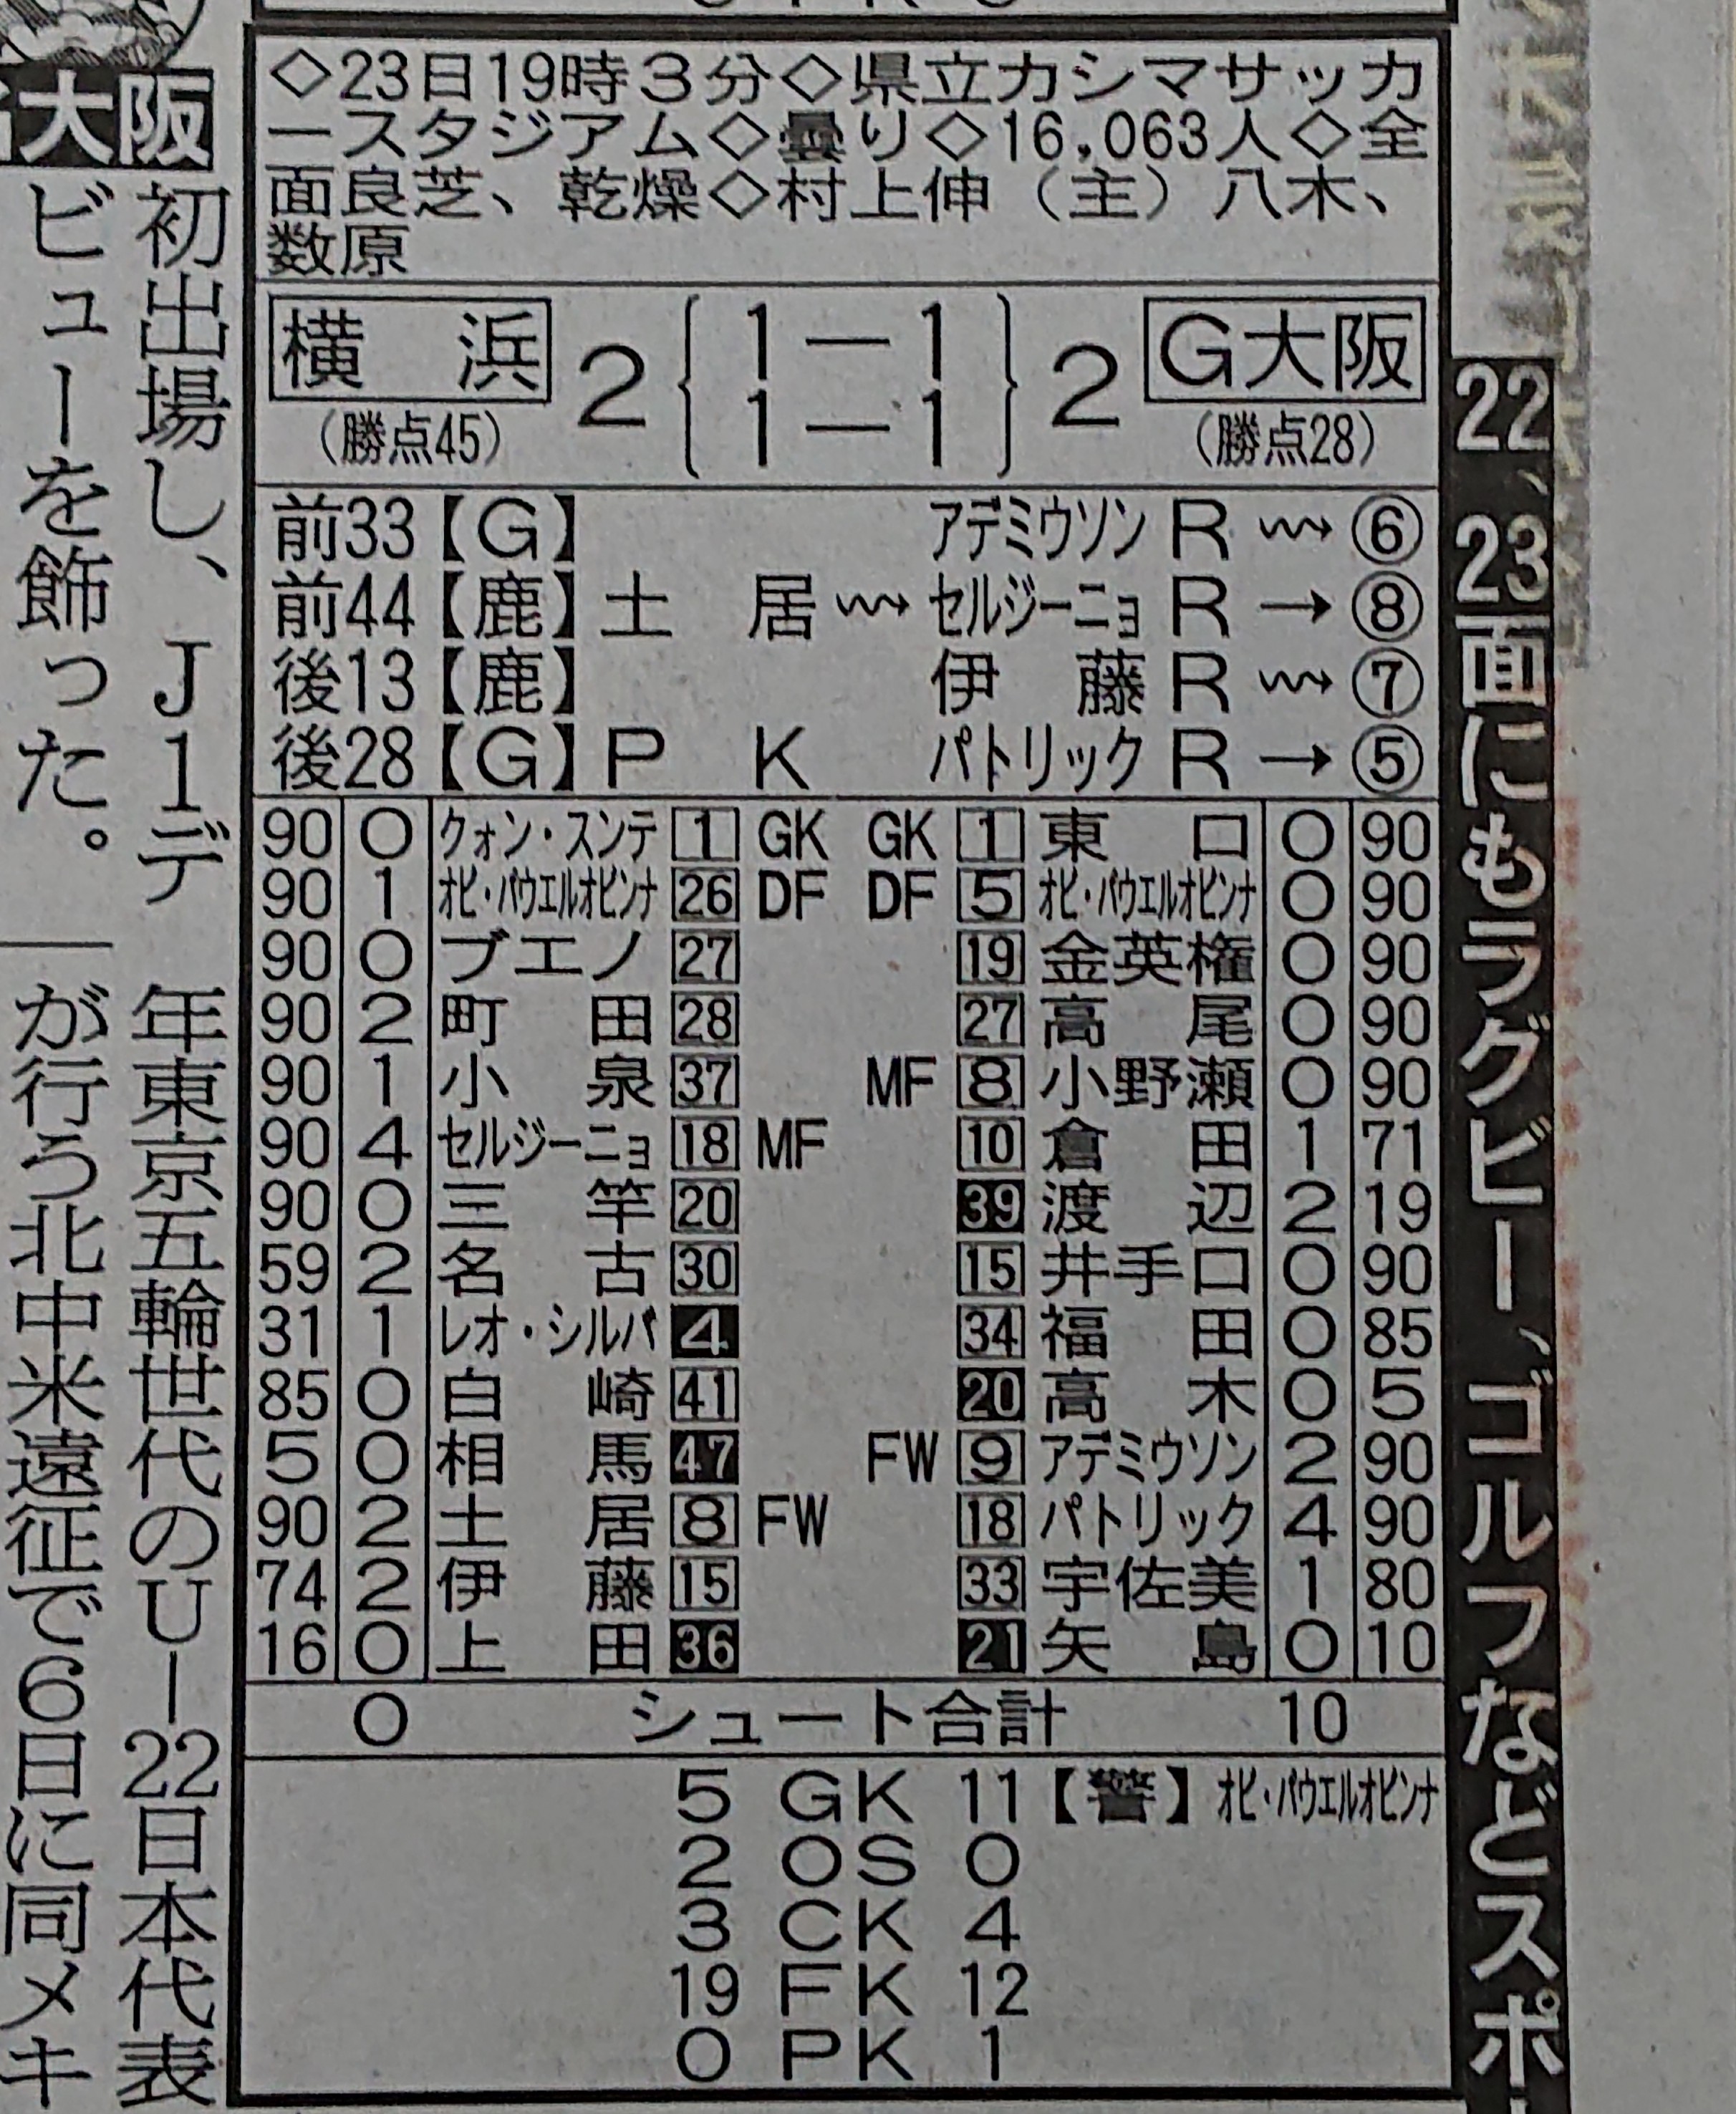 ◇23日19時3分◇県立カシマサッカ
ースタジアム◇曇り◇16,063人◇全
面良芝、乾燥◇村上伸（主）八木、
数原
横　浜 2 { 1－1 } 2 G大阪
1－1
（勝点45） （勝点28）
前33【G】 アデミウソン R 〰→ ⑥
前44【鹿】土　居 〰→ セルジーニョ R → ⑧
後13【鹿】 伊　藤 R 〰→ ⑦
後28【G】P　K パトリック R → ⑤
90 0 クォン・スンテ 1 GK GK 1 東　口 0 90
90 1 オビ・パウエルオビンナ 26 DF DF 5 オビ・パウエルオビンナ 0 90
90 0 ブエノ 27 19 金英権 0 90
90 2 町　田 28 27 高　尾 0 90
90 1 小　泉 37 MF 8 小野瀬 0 90
90 4 セルジーニョ 18 MF 10 倉　田 1 71
90 0 三　竿 20 39 渡　辺 2 19
59 2 名　古 30 15 井手口 0 90
31 1 レオ・シルバ 4 34 福　田 0 85
85 0 白　崎 41 20 高　木 0 5
5 0 相　馬 47 FW 9 アデミウソン 2 90
90 2 土　居 8 FW 18 パトリック 4 90
74 2 伊　藤 15 33 宇佐美 1 80
16 0 上　田 36 21 矢　島 0 10
0 シュート合計 10
5 GK 11【警】オビ・パウエルオビンナ
2 OS 0
3 CK 4
19 FK 12
0 PK 1
22、23面にもラグビー、ゴルフなどスポ
大阪
初出場し、J1デ
ビューを飾った。
年東京五輪世代のU―22日本代表
が行う北中米遠征で6日に同メキ